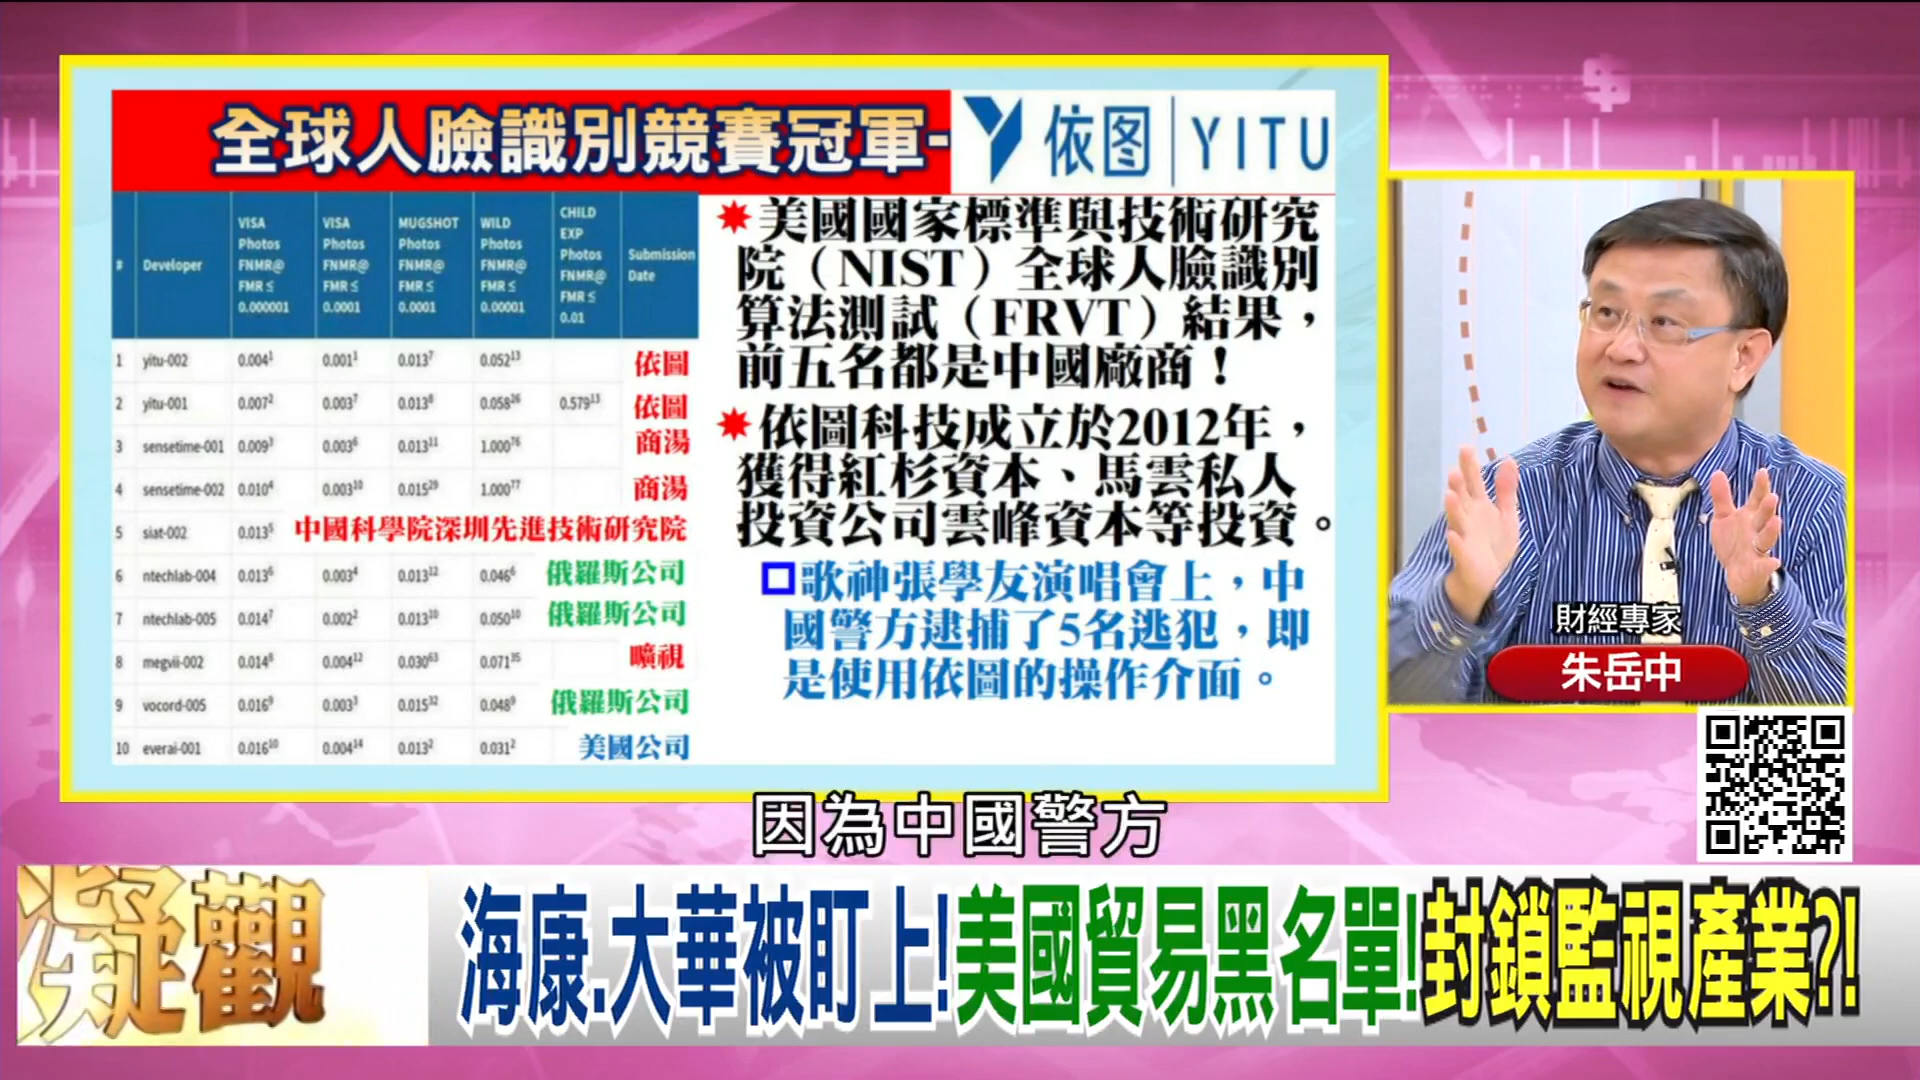 全球人臉識別競賽冠軍-
依图 YITU
# Developer VISA Photos FNMR@ FMR ≤ 0.000001 VISA Photos FNMR@ FMR ≤ 0.0001 MUGSHOT Photos FNMR@ FMR ≤ 0.0001 WILD Photos FNMR@ FMR ≤ 0.00001 CHILD EXP Photos FNMR@ FMR ≤ 0.01 Submission Date
1 yitu-002 0.004¹ 0.001¹ 0.013⁷ 0.052¹³ 依圖
2 yitu-001 0.007² 0.003⁷ 0.013⁸ 0.058²⁶ 0.579¹³ 依圖
3 sensetime-001 0.009³ 0.003⁶ 0.013¹¹ 1.000⁷⁶ 商湯
4 sensetime-002 0.010⁴ 0.003¹⁰ 0.015²⁹ 1.000⁷⁷ 商湯
5 siat-002 0.013⁵ 中國科學院深圳先進技術研究院
6 ntechlab-004 0.013⁶ 0.003⁴ 0.013¹² 0.046⁶ 俄羅斯公司
7 ntechlab-005 0.014⁷ 0.002² 0.013¹⁰ 0.050¹⁰ 俄羅斯公司
8 megvii-002 0.014⁸ 0.004¹² 0.030⁶³ 0.071³⁵ 曠視
9 vocord-005 0.016⁹ 0.003³ 0.015³² 0.048⁹ 俄羅斯公司
10 everai-001 0.016¹⁰ 0.004¹⁴ 0.013² 0.031² 美國公司
美國國家標準與技術研究
院（NIST）全球人臉識別
算法測試（FRVT）結果，
前五名都是中國廠商！
依圖科技成立於2012年，
獲得紅杉資本、馬雲私人
投資公司雲峰資本等投資。
歌神張學友演唱會上，中
國警方逮捕了5名逃犯，即
是使用依圖的操作介面。
財經專家
朱岳中
因為中國警方
凝觀
海康.大華被盯上!美國貿易黑名單!封鎖監視產業?!